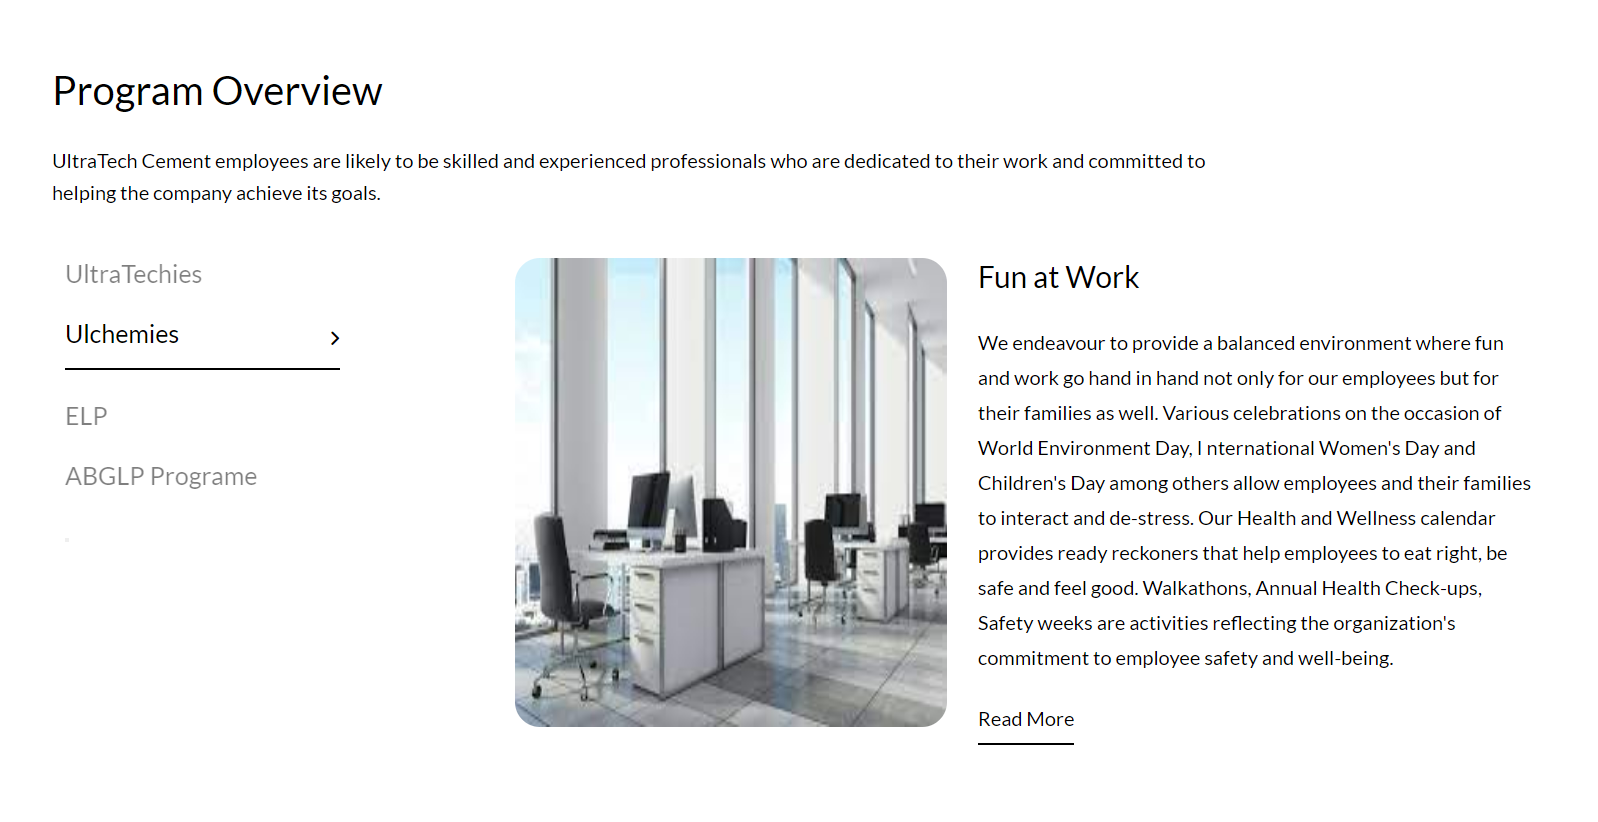 Program Overview
UltraTech Cement employees are likely to be skilled and experienced professionals who are dedicated to their work and committed to
helping the company achieve its goals.
UltraTechies
Ulchemies
ELP
ABGLP Programe
Fun at Work
We endeavour to provide a balanced environment where fun
and work go hand in hand not only for our employees but for
their families as well. Various celebrations on the occasion of
World Environment Day, I nternational Women's Day and
Children's Day among others allow employees and their families
to interact and de-stress. Our Health and Wellness calendar
provides ready reckoners that help employees to eat right, be
safe and feel good. Walkathons, Annual Health Check-ups,
Safety weeks are activities reflecting the organization's
commitment to employee safety and well-being.
Read More